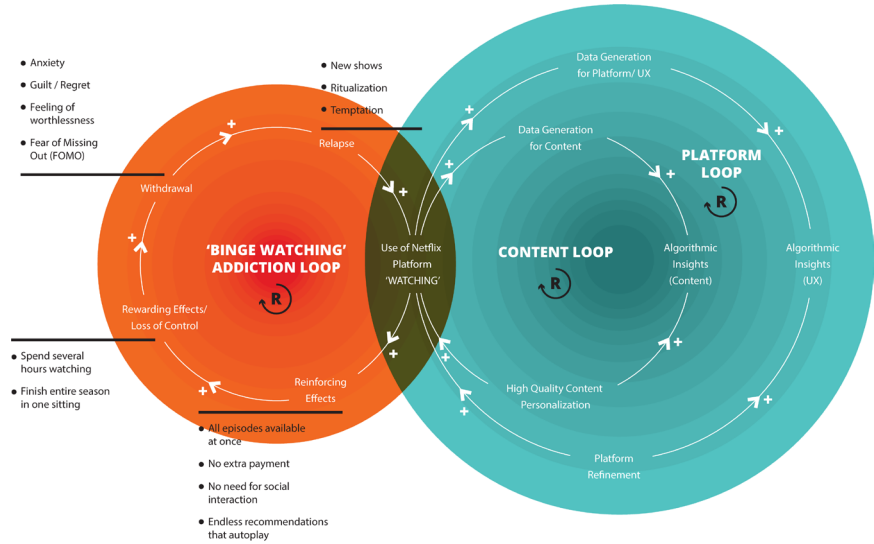 • Anxiety
• Guilt / Regret
• Feeling of
worthlessness
• Fear of Missing
Out (FOMO)
• New shows
• Ritualization
• Temptation
Relapse
Withdrawal
'BINGE WATCHING'
ADDICTION LOOP
R
Rewarding Effects/
Loss of Control
• Spend several
hours watching
• Finish entire season
in one sitting
Reinforcing
Effects
• All episodes available
at once
• No extra payment
• No need for social
interaction
• Endless recommendations
that autoplay
Use of Netflix
Platform
'WATCHING'
Data Generation
for Platform/ UX
Data Generation
for Content
PLATFORM
LOOP
R
CONTENT LOOP
R
Algorithmic
Insights
(Content)
Algorithmic
Insights
(UX)
High Quality Content
Personalization
Platform
Refinement
+
+
+
+
+
+
+
+
+
+
+
+
+